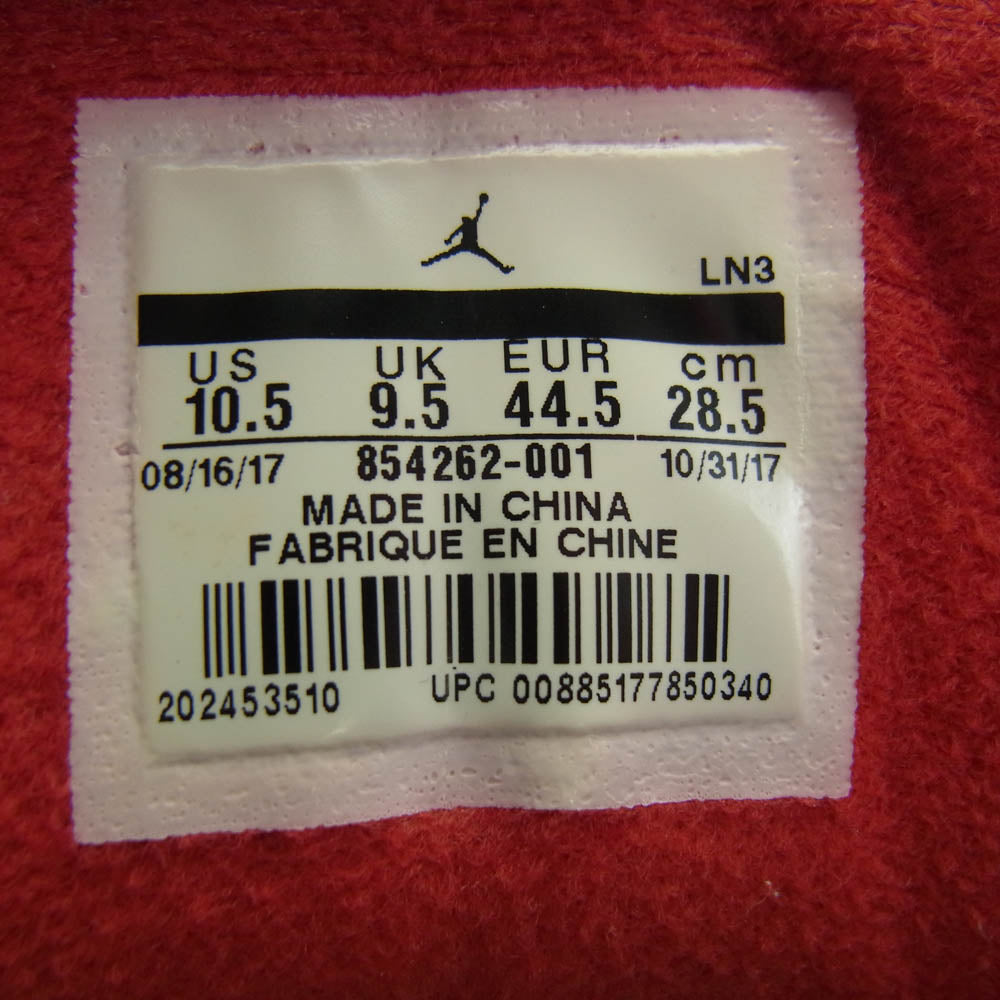 LN3
US UK EUR cm
10.5 9.5 44.5 28.5
08/16/17 854262-001 10/31/17
MADE IN CHINA
FABRIQUE EN CHINE
202453510 UPC 00885177850340